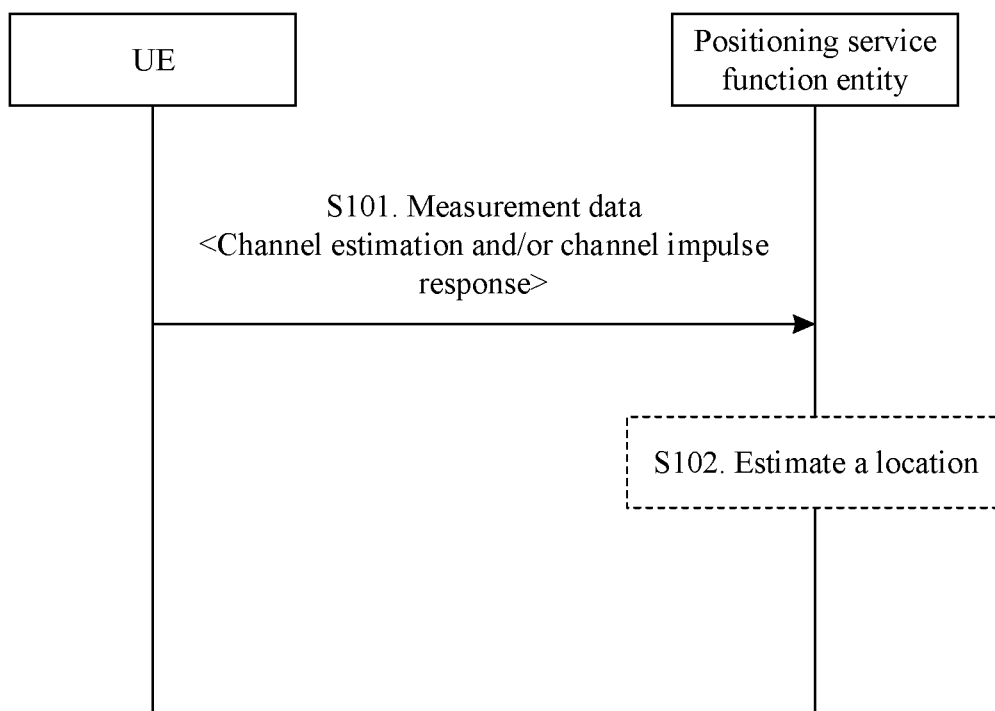 UE
Positioning service
function entity
S101. Measurement data
<Channel estimation and/or channel impulse
response>
S102. Estimate a location